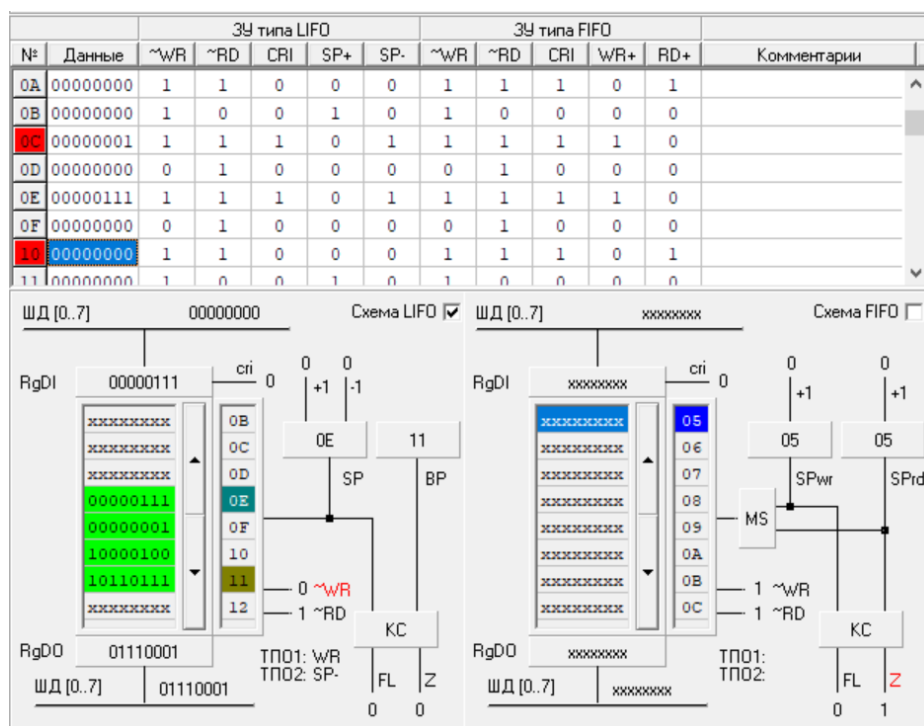 ЗУ типа LIFO ЗУ типа FIFO
№ Данные ~WR ~RD CRI SP+ SP- ~WR ~RD CRI WR+ RD+ Комментарии
0A 00000000 1 1 0 0 0 1 1 1 0 1
0B 00000000 1 0 0 1 0 1 0 0 0 0
0C 00000001 1 1 1 0 1 1 1 1 1 0
0D 00000000 0 1 0 0 0 0 1 0 0 0
0E 00000111 1 1 1 0 1 1 1 1 1 0
0F 00000000 0 1 0 0 0 0 1 0 0 0
10 00000000 1 1 0 0 0 1 1 1 0 1
11 00000000 1 0 0 1 0 1 0 0 0 0
ШД [0..7] 00000000 Схема LIFO
RgDI 00000111 cri 0
0 0
+1 -1
xxxxxxxx 0B
xxxxxxxx 0C
xxxxxxxx 0D
00000111 0E
00000001 0F
10000100 10
10110111 11
xxxxxxxx 12
0E 11
SP BP
0 ~WR
1 ~RD
КС
RgDO 01110001
ТПО1: WR
ТПО2: SP-
FL Z
ШД [0..7] 01110001
0 0
ШД [0..7] xxxxxxxx Схема FIFO
RgDI xxxxxxxx cri 0
0 0
+1 +1
xxxxxxxx 05
xxxxxxxx 06
xxxxxxxx 07
xxxxxxxx 08
xxxxxxxx 09
xxxxxxxx 0A
xxxxxxxx 0B
xxxxxxxx 0C
05 05
SPwr SPrd
MS
1 ~WR
1 ~RD
КС
RgDO xxxxxxxx
ТПО1:
ТПО2:
FL Z
ШД [0..7] xxxxxxxx
0 1